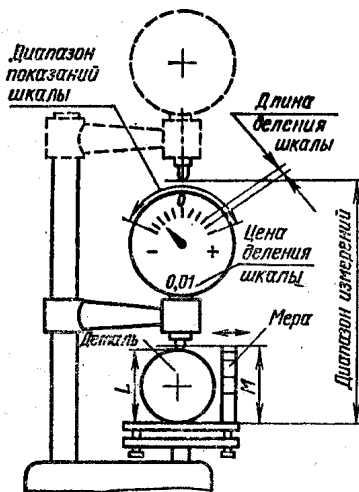 Диапазон
показаний
шкалы
Длина
деления
шкалы
0
- +
Цена
деления
шкалы
0,01
Диапазон измерений
Мера
Деталь
L
M